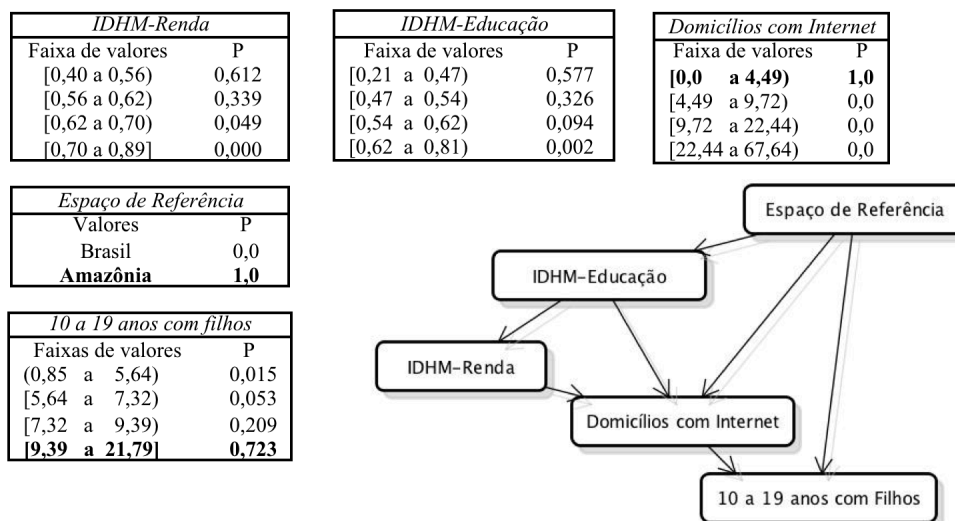 IDHM-Renda
Faixa de valores P
[0,40 a 0,56) 0,612
[0,56 a 0,62) 0,339
[0,62 a 0,70) 0,049
[0,70 a 0,89] 0,000
IDHM-Educação
Faixa de valores P
[0,21 a 0,47) 0,577
[0,47 a 0,54) 0,326
[0,54 a 0,62) 0,094
[0,62 a 0,81) 0,002
Domicílios com Internet
Faixa de valores P
[0,0 a 4,49) 1,0
[4,49 a 9,72) 0,0
[9,72 a 22,44) 0,0
[22,44 a 67,64) 0,0
Espaço de Referência
Valores P
Brasil 0,0
Amazônia 1,0
10 a 19 anos com filhos
Faixas de valores P
(0,85 a 5,64) 0,015
[5,64 a 7,32) 0,053
[7,32 a 9,39) 0,209
[9,39 a 21,79] 0,723
Espaço de Referência
IDHM-Educação
IDHM-Renda
Domicílios com Internet
10 a 19 anos com Filhos